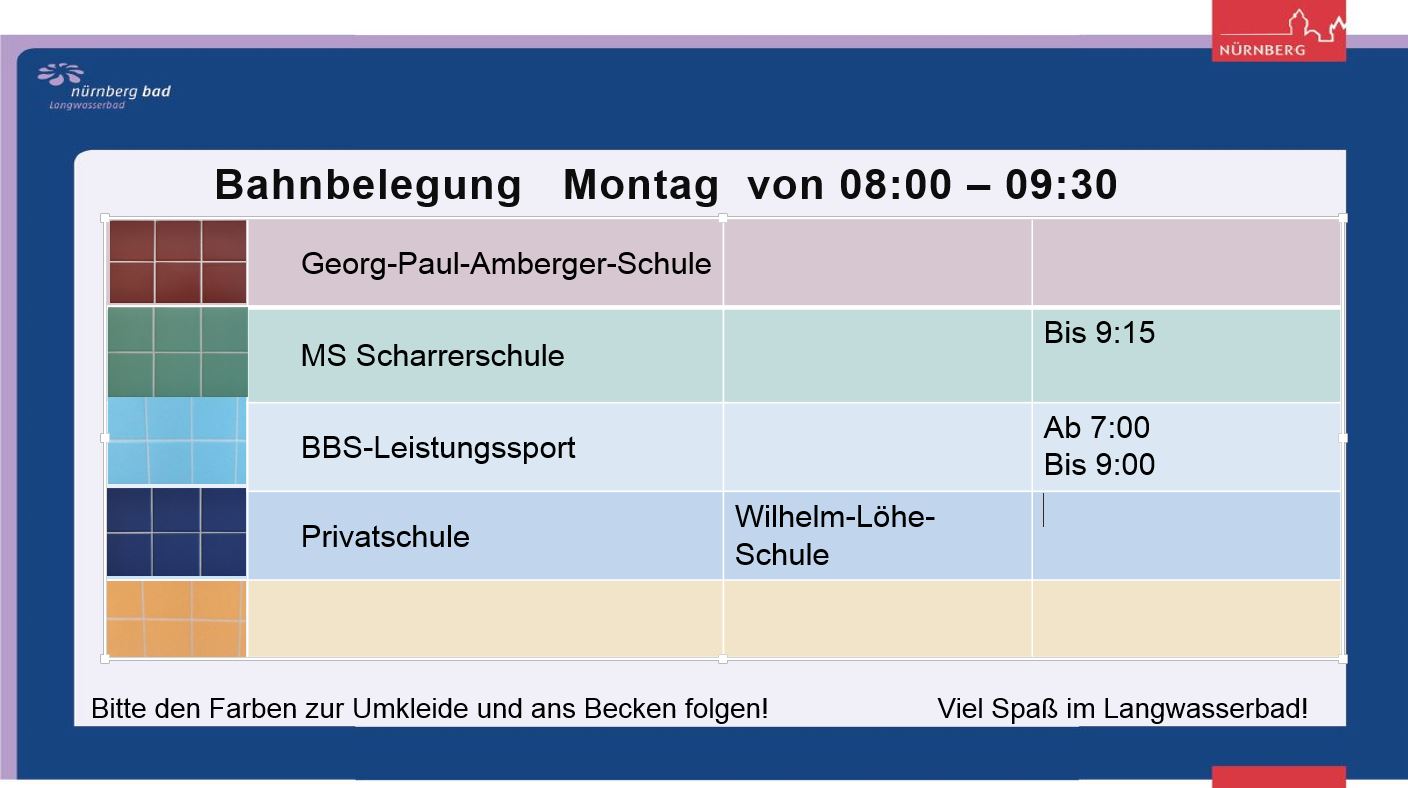 NÜRNBERG
nürnberg bad
Langwasserbad
Bahnbelegung Montag von 08:00 – 09:30
Georg-Paul-Amberger-Schule
MS Scharrerschule
Bis 9:15
BBS-Leistungssport
Ab 7:00
Bis 9:00
Privatschule
Wilhelm-Löhe-
Schule
Bitte den Farben zur Umkleide und ans Becken folgen!
Viel Spaß im Langwasserbad!